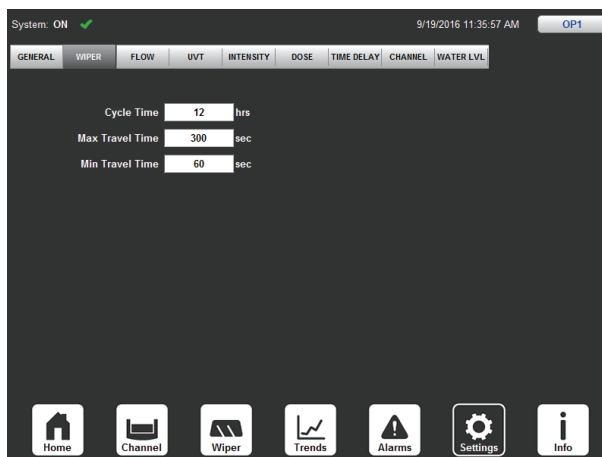 System: ON 9/19/2016 11:35:57 AM OP1
GENERAL WIPER FLOW UVT INTENSITY DOSE TIME DELAY CHANNEL WATER LVL
Cycle Time 12 hrs
Max Travel Time 300 sec
Min Travel Time 60 sec
Home Channel Wiper Trends Alarms Settings Info